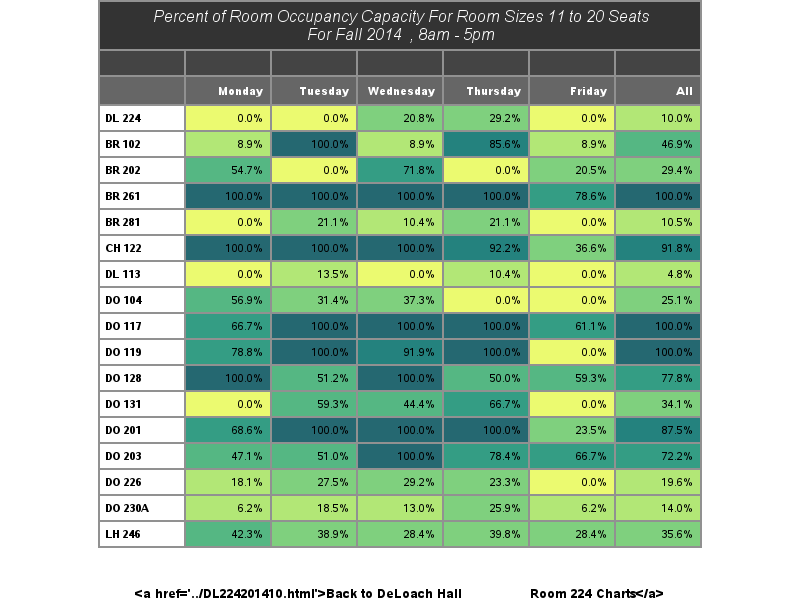 Percent of Room Occupancy Capacity For Room Sizes 11 to 20 Seats
For Fall 2014 , 8am - 5pm
Monday Tuesday Wednesday Thursday Friday All
DL 224 0.0% 0.0% 20.8% 29.2% 0.0% 10.0%
BR 102 8.9% 100.0% 8.9% 85.6% 8.9% 46.9%
BR 202 54.7% 0.0% 71.8% 0.0% 20.5% 29.4%
BR 261 100.0% 100.0% 100.0% 100.0% 78.6% 100.0%
BR 281 0.0% 21.1% 10.4% 21.1% 0.0% 10.5%
CH 122 100.0% 100.0% 100.0% 92.2% 36.6% 91.8%
DL 113 0.0% 13.5% 0.0% 10.4% 0.0% 4.8%
DO 104 56.9% 31.4% 37.3% 0.0% 0.0% 25.1%
DO 117 66.7% 100.0% 100.0% 100.0% 61.1% 100.0%
DO 119 78.8% 100.0% 91.9% 100.0% 0.0% 100.0%
DO 128 100.0% 51.2% 100.0% 50.0% 59.3% 77.8%
DO 131 0.0% 59.3% 44.4% 66.7% 0.0% 34.1%
DO 201 68.6% 100.0% 100.0% 100.0% 23.5% 87.5%
DO 203 47.1% 51.0% 100.0% 78.4% 66.7% 72.2%
DO 226 18.1% 27.5% 29.2% 23.3% 0.0% 19.6%
DO 230A 6.2% 18.5% 13.0% 25.9% 6.2% 14.0%
LH 246 42.3% 38.9% 28.4% 39.8% 28.4% 35.6%
<a href='../DL224201410.html'>Back to DeLoach Hall Room 224 Charts</a>